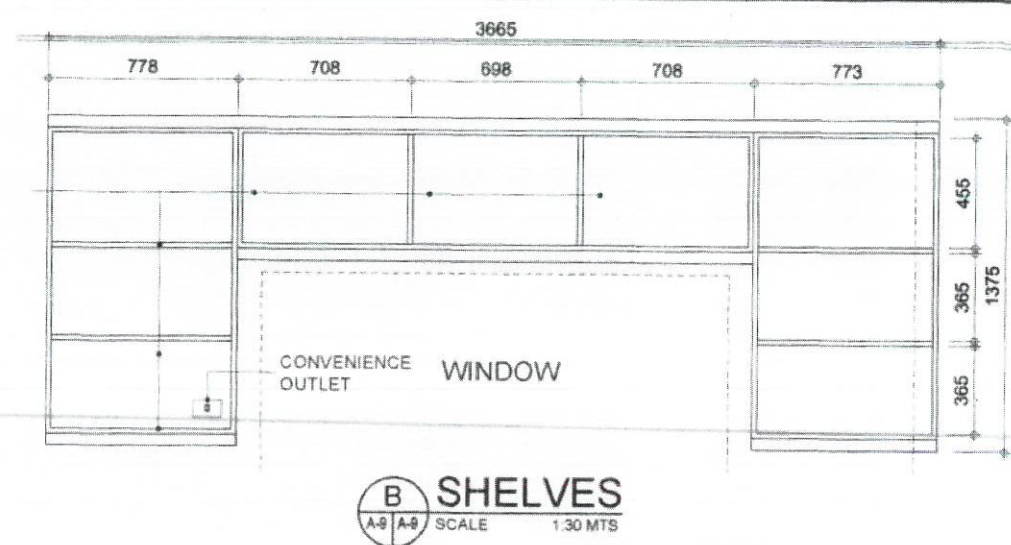 3665
778 708 698 708 773
455
365
1375
365
CONVENIENCE
OUTLET
WINDOW
B
A-9 A-9
SHELVES
SCALE 1:30 MTS